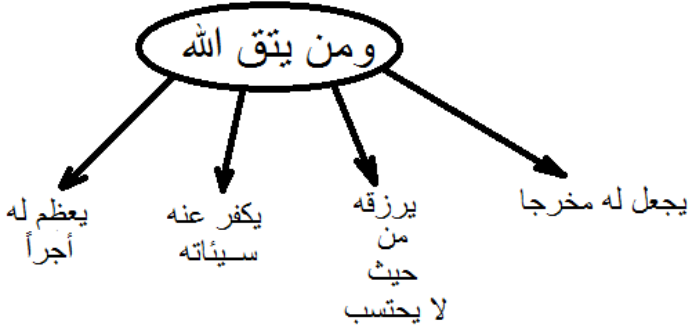 ومن يتق الله
يجعل له مخرجا
يرزقه
من
حيث
لا يحتسب
يكفر عنه
سيئاته
يعظم له
أجراً